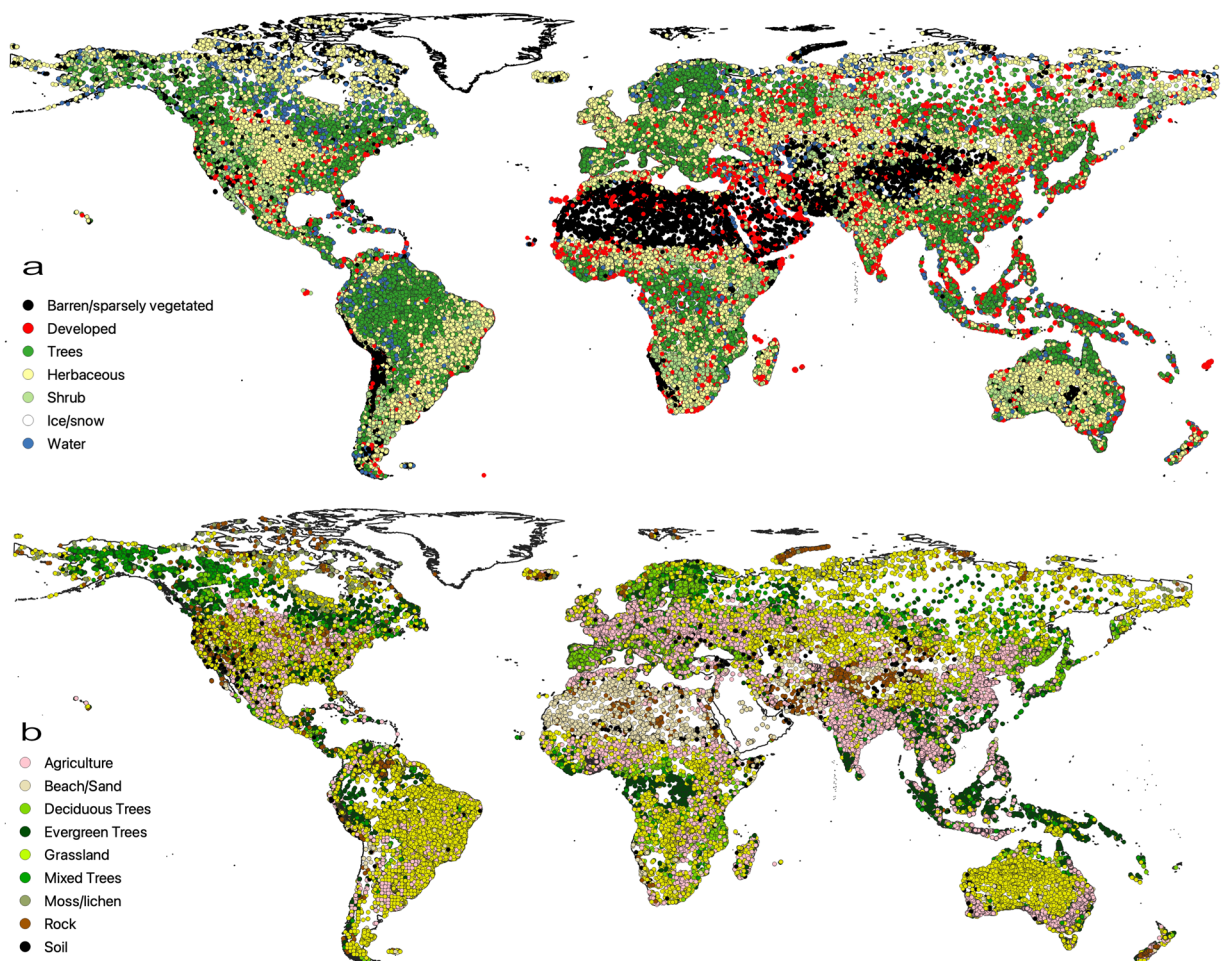 a
Barren/sparsely vegetated
Developed
Trees
Herbaceous
Shrub
Ice/snow
Water
b
Agriculture
Beach/Sand
Deciduous Trees
Evergreen Trees
Grassland
Mixed Trees
Moss/lichen
Rock
Soil